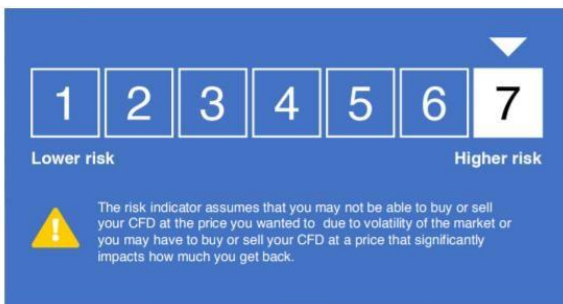 1 2 3 4 5 6 7
Lower risk Higher risk
The risk indicator assumes that you may not be able to buy or sell
your CFD at the price you wanted to due to volatility of the market or
you may have to buy or sell your CFD at a price that significantly
impacts how much you get back.